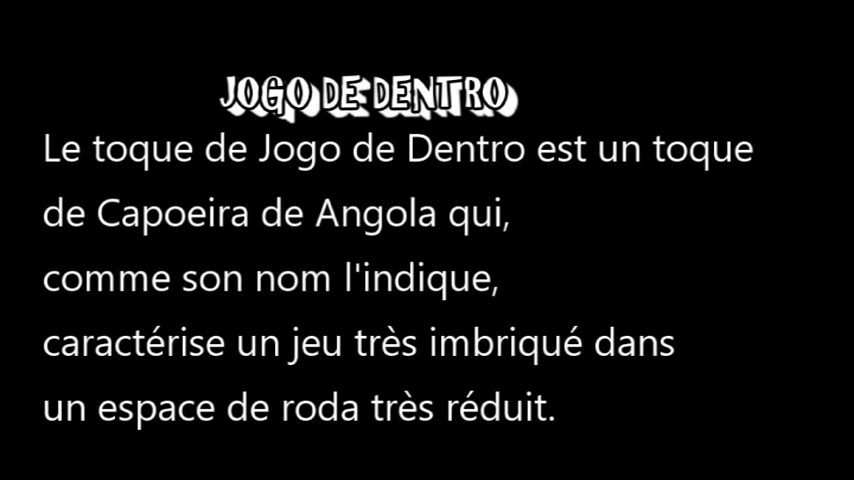 JOGO DE DENTRO
Le toque de Jogo de Dentro est un toque
de Capoeira de Angola qui,
comme son nom l'indique,
caractérise un jeu très imbriqué dans
un espace de roda très réduit.